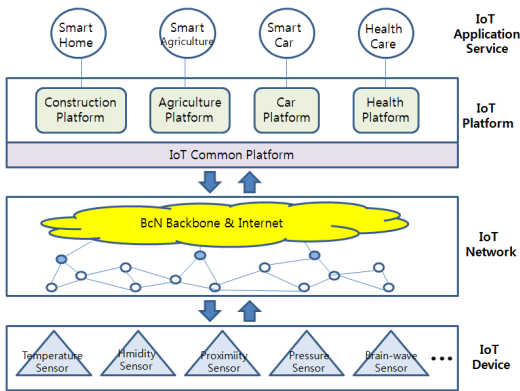 Smart
Home
Smart
Agriculture
Smart
Car
Health
Care
IoT
Application
Service
Construction
Platform
Agriculture
Platform
Car
Platform
Health
Platform
IoT
Platform
IoT Common Platform
BcN Backbone & Internet
IoT
Network
Temperature
Sensor
Hmidity
Sensor
Proximiity
Sensor
Pressure
Sensor
Brain-wave
Sensor
•••
IoT
Device